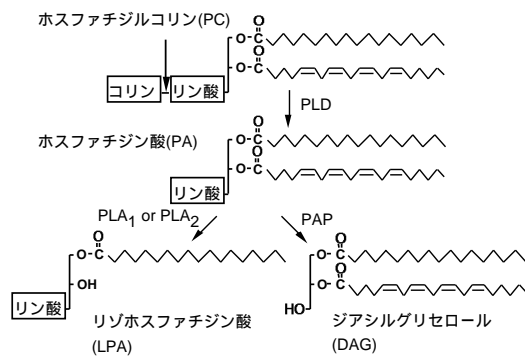 ホスファチジルコリン(PC)
O
O-C
O
O-C
コリン
リン酸
PLD
ホスファチジン酸(PA)
O
O-C
O
O-C
リン酸
PLA1 or PLA2
PAP
O
O-C
OH
リン酸
リゾホスファチジン酸
(LPA)
O
O-C
O
O-C
HO
ジアシルグリセロール
(DAG)